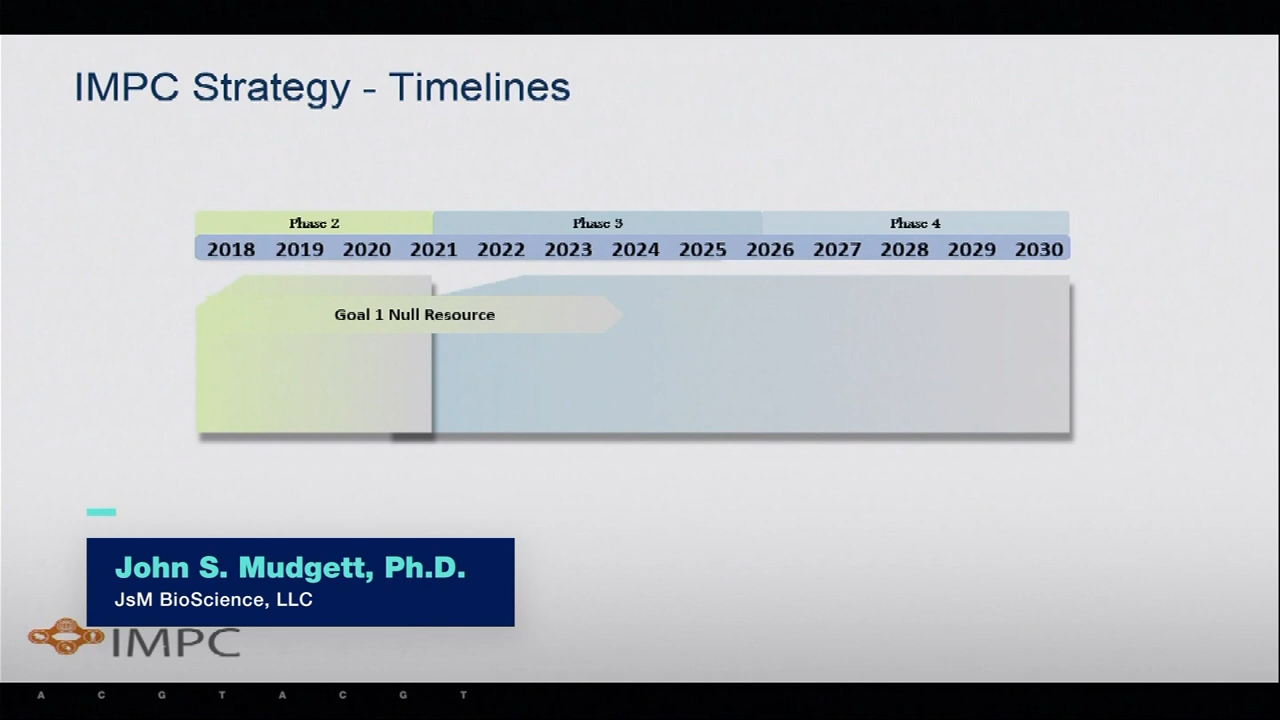 IMPC Strategy - Timelines
Phase 2 Phase 3 Phase 4
2018 2019 2020 2021 2022 2023 2024 2025 2026 2027 2028 2029 2030
Goal 1 Null Resource
John S. Mudgett, Ph.D.
JsM BioScience, LLC
IMPC
A C G T A C G T